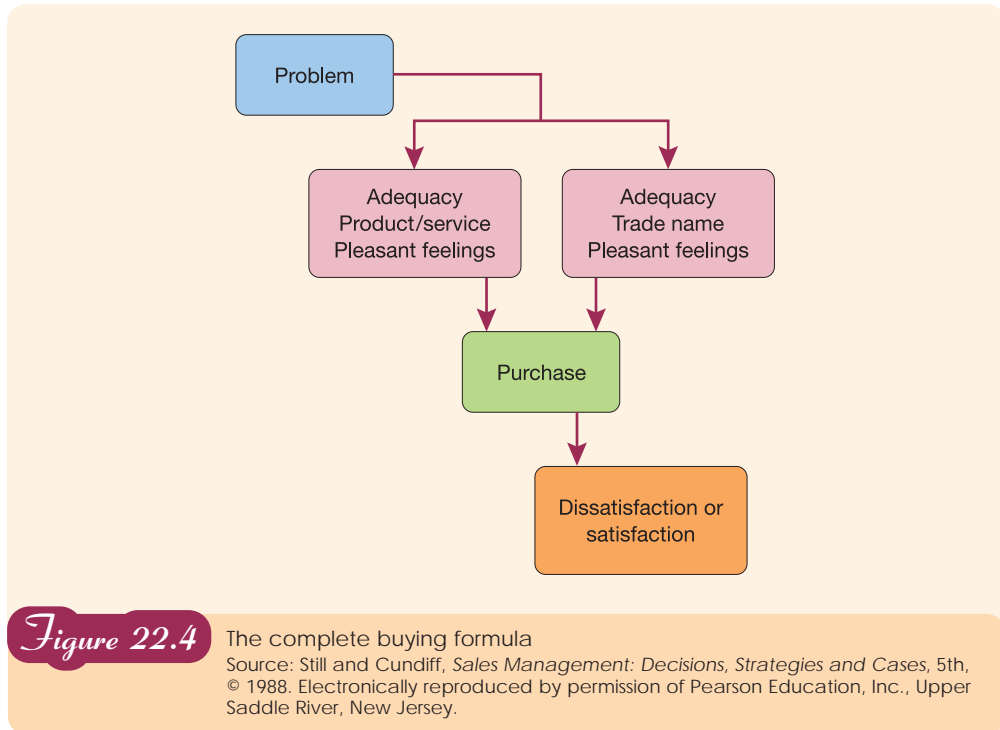 Problem
Adequacy
Product/service
Pleasant feelings
Adequacy
Trade name
Pleasant feelings
Purchase
Dissatisfaction or
satisfaction
Figure 22.4
The complete buying formula
Source: Still and Cundiff, Sales Management: Decisions, Strategies and Cases, 5th,
© 1988. Electronically reproduced by permission of Pearson Education, Inc., Upper
Saddle River, New Jersey.